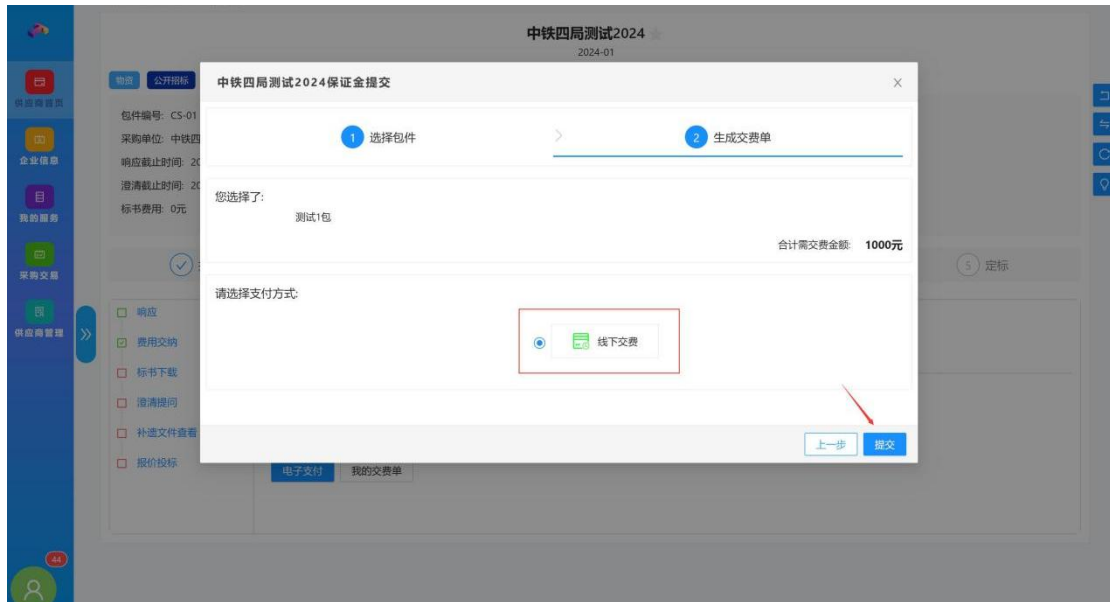 中铁四局测试2024
2024-01
供应商首页
企业信息
我的服务
采购交易
供应商管理
44
物资
公开招标
包件编号: CS-01
采购单位: 中铁四
响应截止时间: 20
澄清截止时间: 20
标书费用: 0元
中铁四局测试2024保证金提交
1 选择包件
2 生成交费单
您选择了:
测试1包
合计需交费金额: 1000元
请选择支付方式:
线下交费
上一步
提交
5 定标
响应
费用交纳
标书下载
澄清提问
补遗文件查看
报价投标
电子支付
我的交费单